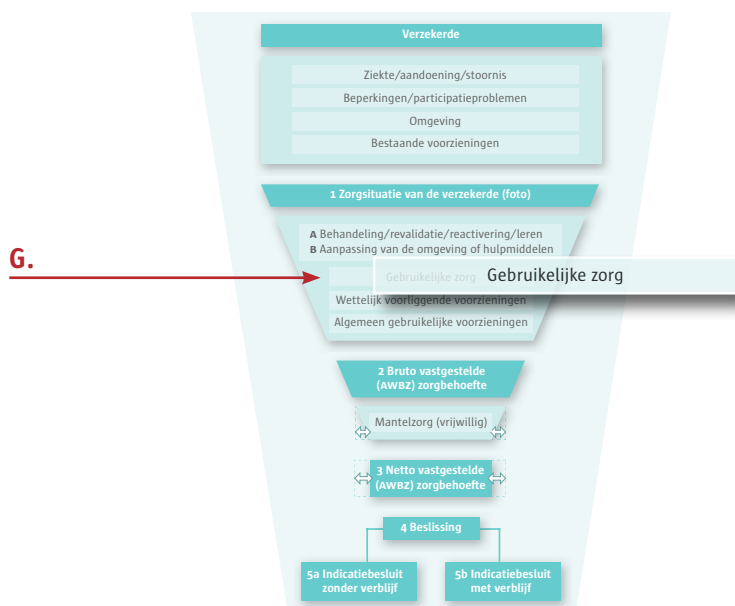 Verzekerde
Ziekte/aandoening/stoornis
Beperkingen/participatieproblemen
Omgeving
Bestaande voorzieningen
1 Zorgsituatie van de verzekerde (foto)
A Behandeling/revalidatie/reactivering/leren
B Aanpassing van de omgeving of hulpmiddelen
G.
Gebruikelijke zorg
Gebruikelijke zorg
Wettelijk voorliggende voorzieningen
Algemeen gebruikelijke voorzieningen
2 Bruto vastgestelde
(AWBZ) zorgbehoefte
Mantelzorg (vrijwillig)
3 Netto vastgestelde
(AWBZ) zorgbehoefte
4 Beslissing
5a Indicatiebesluit
zonder verblijf
5b Indicatiebesluit
met verblijf